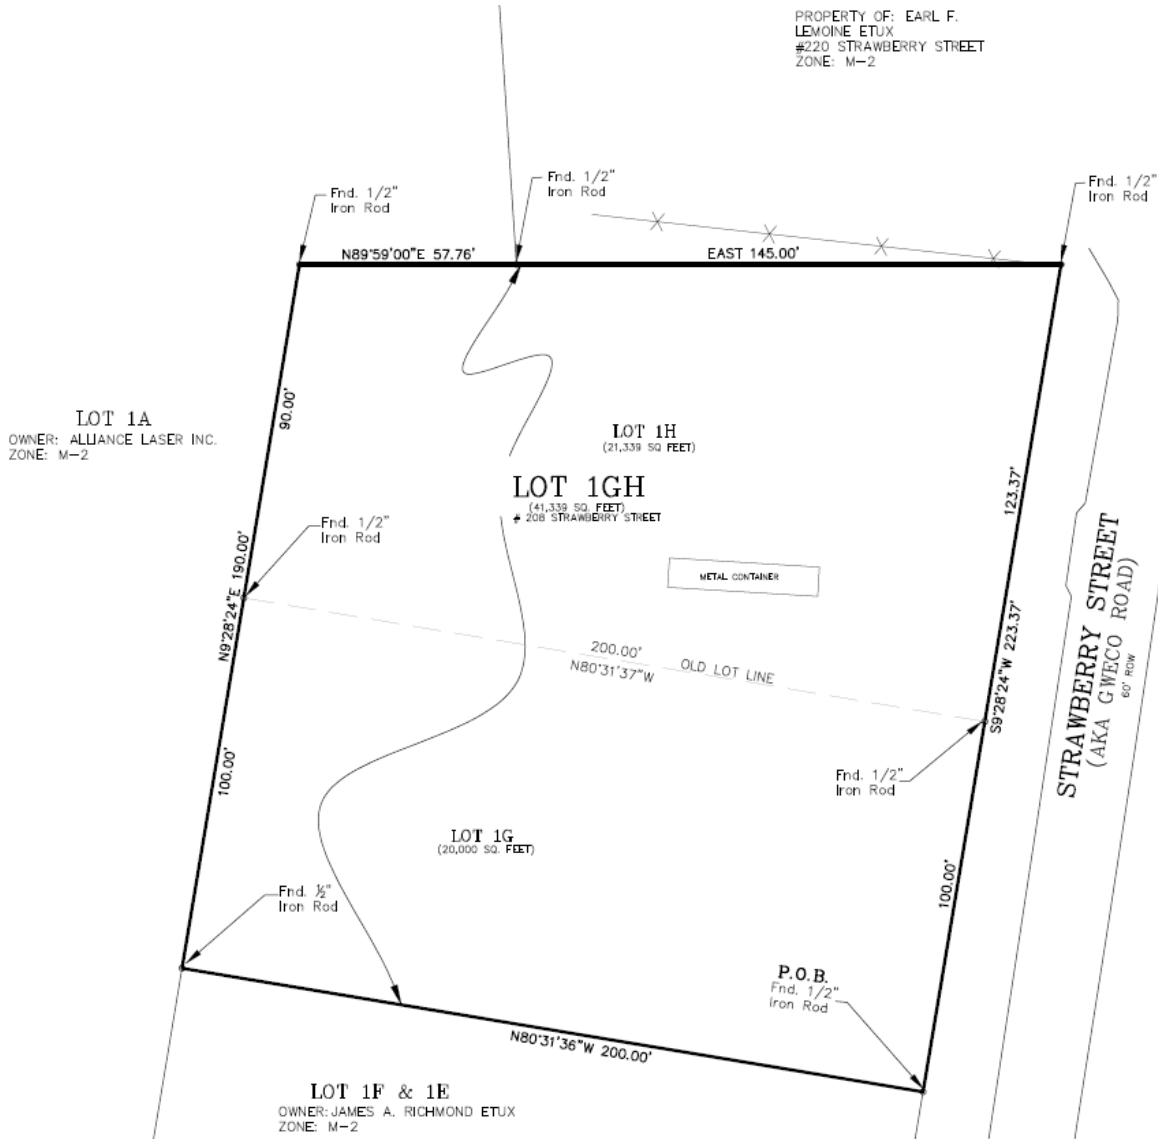 PROPERTY OF: EARL F.
LEMOINE ETUX
#220 STRAWBERRY STREET
ZONE: M-2
Fnd. 1/2"
Iron Rod
Fnd. 1/2"
Iron Rod
Fnd. 1/2"
Iron Rod
N89°59'00"E 57.76'
EAST 145.00'
90.00'
LOT 1A
OWNER: ALLIANCE LASER INC.
ZONE: M-2
LOT 1H
(21,339 SQ FEET)
LOT 1GH
(41,339 SQ. FEET)
# 208 STRAWBERRY STREET
123.37'
Fnd. 1/2"
Iron Rod
N9°28'24"E 190.00'
METAL CONTAINER
STRAWBERRY STREET
(AKA GWECO ROAD)
60' ROW
200.00'
N80°31'37"W
OLD LOT LINE
S9°28'24"W 223.37'
Fnd. 1/2"
Iron Rod
100.00'
LOT 1G
(20,000 SQ. FEET)
100.00'
Fnd. ½"
Iron Rod
P.O.B.
Fnd. 1/2"
Iron Rod
N80°31'36"W 200.00'
LOT 1F & 1E
OWNER: JAMES A. RICHMOND ETUX
ZONE: M-2